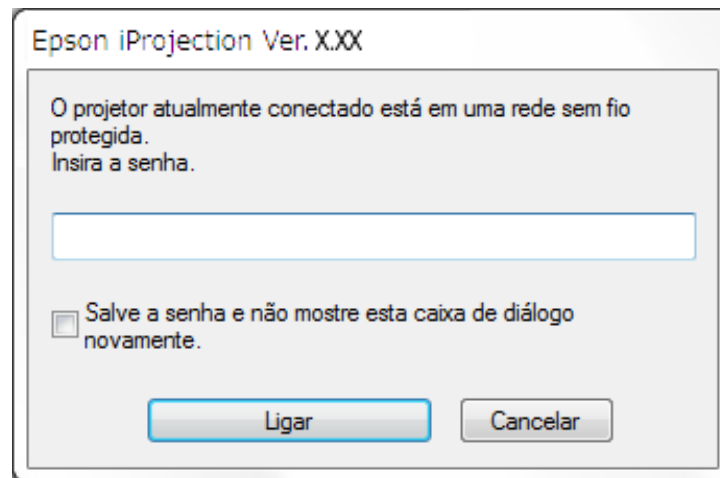 Epson iProjection Ver. X.XX
O projetor atualmente conectado está em uma rede sem fio
protegida.
Insira a senha.
Salve a senha e não mostre esta caixa de diálogo
novamente.
Ligar
Cancelar